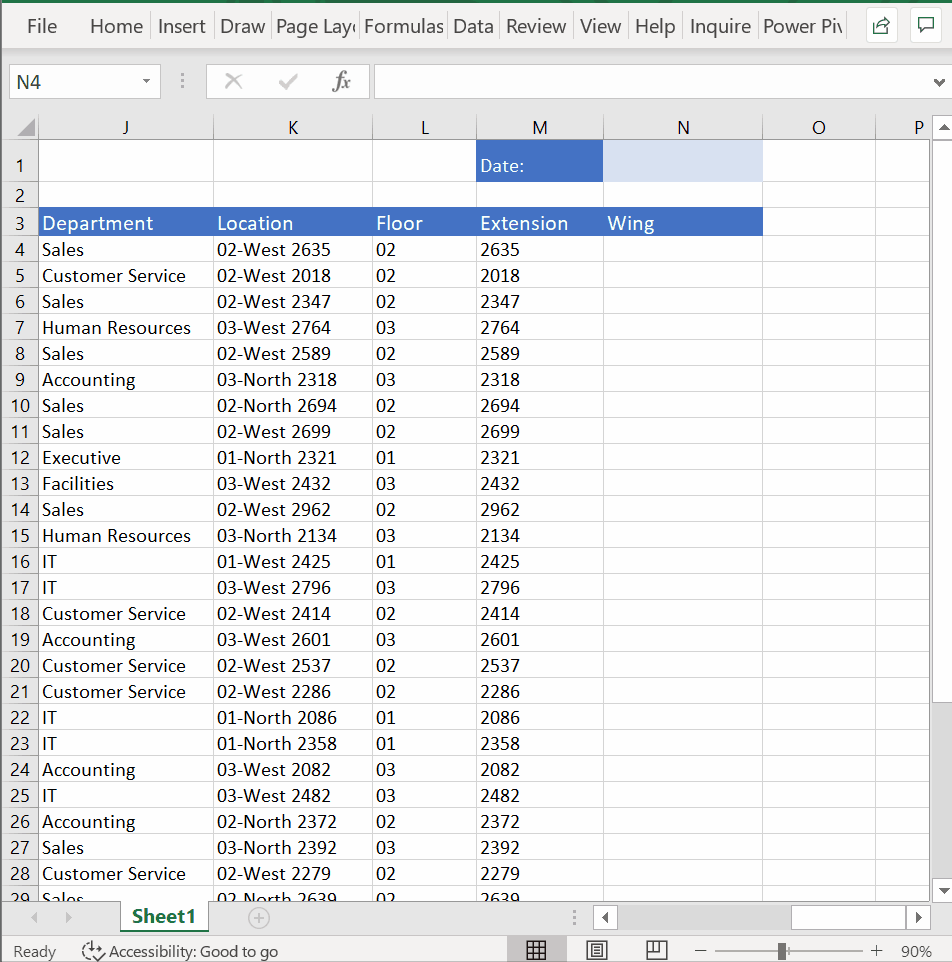 File Home Insert Draw Page Layo Formulas Data Review View Help Inquire Power Piv
N4 fx
J K L M N O P
1 Date:
2
3 Department Location Floor Extension Wing
4 Sales 02-West 2635 02 2635
5 Customer Service 02-West 2018 02 2018
6 Sales 02-West 2347 02 2347
7 Human Resources 03-West 2764 03 2764
8 Sales 02-West 2589 02 2589
9 Accounting 03-North 2318 03 2318
10 Sales 02-North 2694 02 2694
11 Sales 02-West 2699 02 2699
12 Executive 01-North 2321 01 2321
13 Facilities 03-West 2432 03 2432
14 Sales 02-West 2962 02 2962
15 Human Resources 03-North 2134 03 2134
16 IT 01-West 2425 01 2425
17 IT 03-West 2796 03 2796
18 Customer Service 02-West 2414 02 2414
19 Accounting 03-West 2601 03 2601
20 Customer Service 02-West 2537 02 2537
21 Customer Service 02-West 2286 02 2286
22 IT 01-North 2086 01 2086
23 IT 01-North 2358 01 2358
24 Accounting 03-West 2082 03 2082
25 IT 03-West 2482 03 2482
26 Accounting 02-North 2372 02 2372
27 Sales 03-North 2392 03 2392
28 Customer Service 02-West 2279 02 2279
29 Sales 02-North 2639 02 2639
Sheet1
Ready Accessibility: Good to go 90%